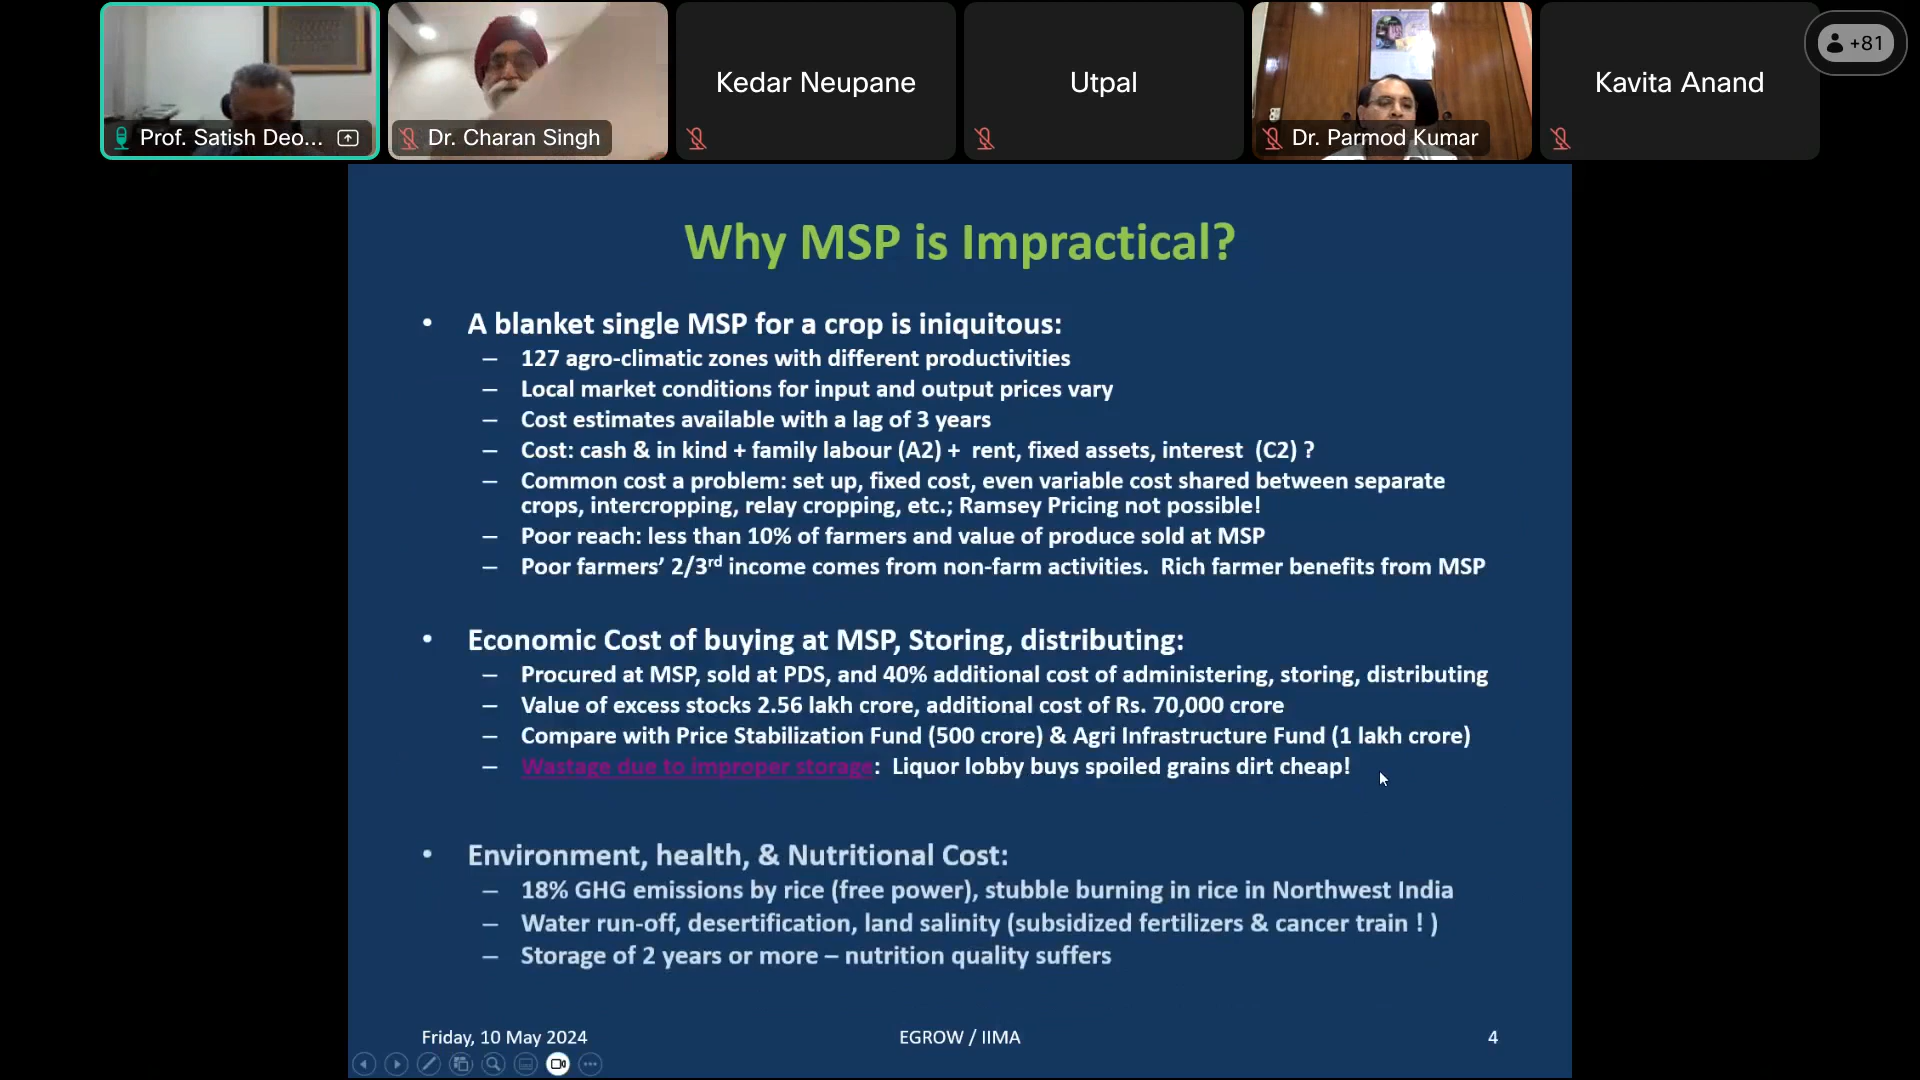 Prof. Satish Deo...
Dr. Charan Singh
Kedar Neupane
Utpal
Dr. Parmod Kumar
Kavita Anand
+81
Why MSP is Impractical?
• A blanket single MSP for a crop is iniquitous:
– 127 agro-climatic zones with different productivities
– Local market conditions for input and output prices vary
– Cost estimates available with a lag of 3 years
– Cost: cash & in kind + family labour (A2) + rent, fixed assets, interest (C2) ?
– Common cost a problem: set up, fixed cost, even variable cost shared between separate
crops, intercropping, relay cropping, etc.; Ramsey Pricing not possible!
– Poor reach: less than 10% of farmers and value of produce sold at MSP
– Poor farmers’ 2/3rd income comes from non-farm activities. Rich farmer benefits from MSP
• Economic Cost of buying at MSP, Storing, distributing:
– Procured at MSP, sold at PDS, and 40% additional cost of administering, storing, distributing
– Value of excess stocks 2.56 lakh crore, additional cost of Rs. 70,000 crore
– Compare with Price Stabilization Fund (500 crore) & Agri Infrastructure Fund (1 lakh crore)
– Wastage due to improper storage: Liquor lobby buys spoiled grains dirt cheap!
• Environment, health, & Nutritional Cost:
– 18% GHG emissions by rice (free power), stubble burning in rice in Northwest India
– Water run-off, desertification, land salinity (subsidized fertilizers & cancer train ! )
– Storage of 2 years or more – nutrition quality suffers
Friday, 10 May 2024
EGROW / IIMA
4